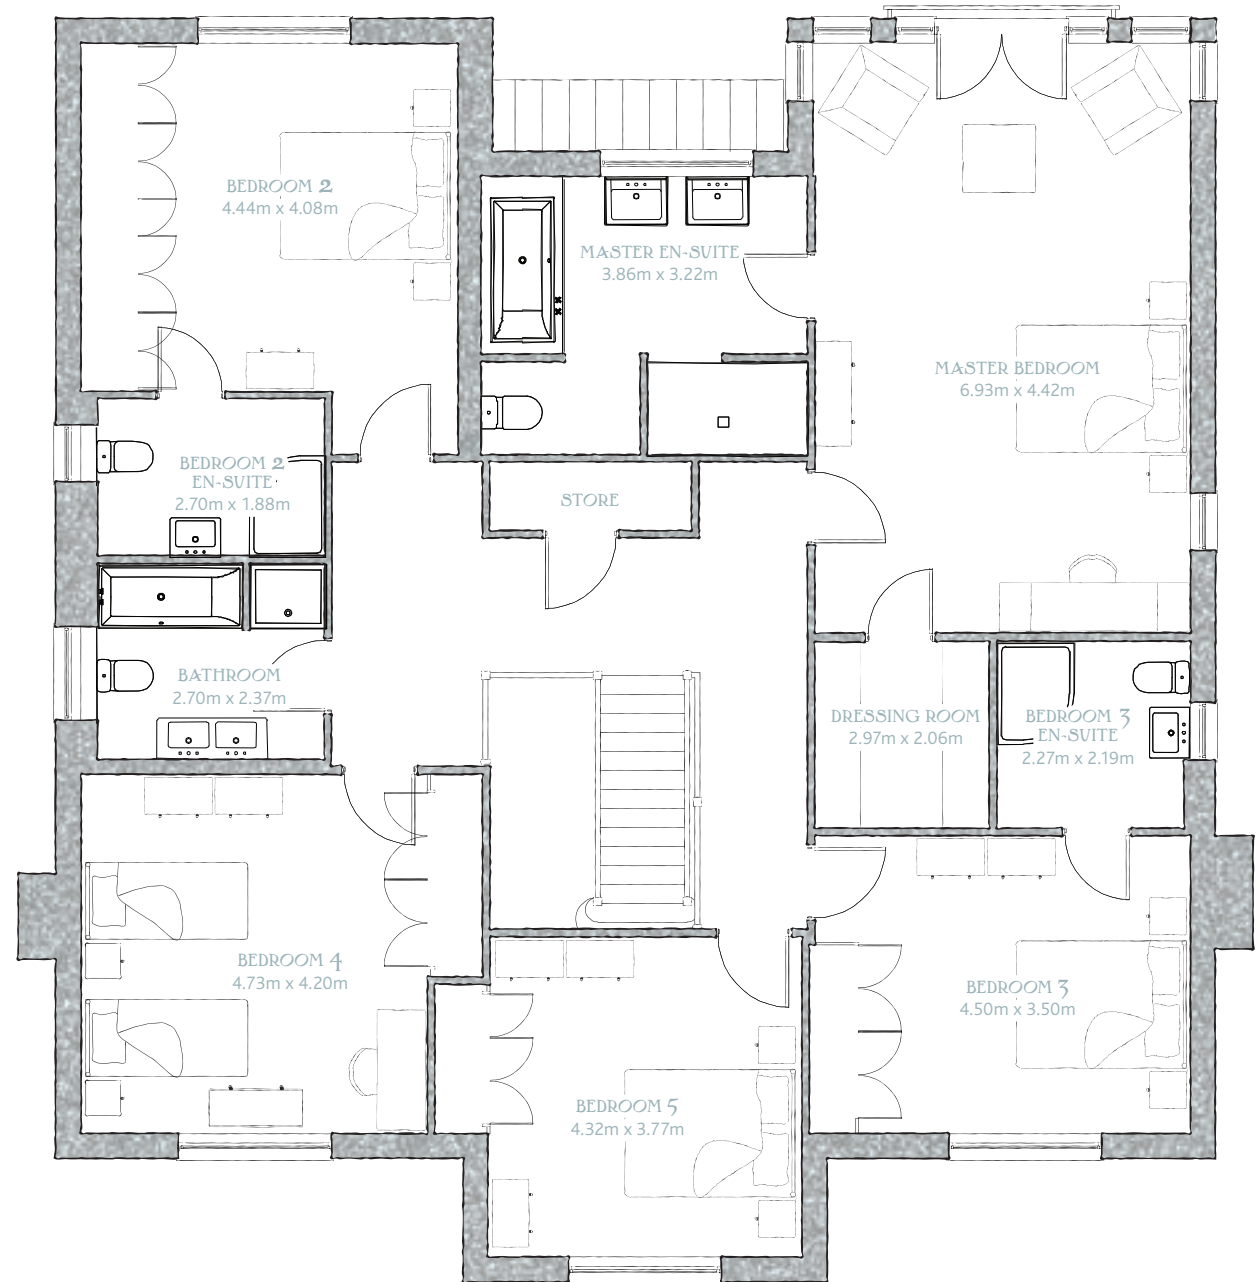 BEDROOM 2
4.44m x 4.08m
MASTER EN-SUITE
3.86m x 3.22m
MASTER BEDROOM
6.93m x 4.42m
BEDROOM 2
EN-SUITE
2.70m x 1.88m
STORE
BATHROOM
2.70m x 2.37m
DRESSING ROOM
2.97m x 2.06m
BEDROOM 3
EN-SUITE
2.27m x 2.19m
BEDROOM 4
4.73m x 4.20m
BEDROOM 3
4.50m x 3.50m
BEDROOM 5
4.32m x 3.77m